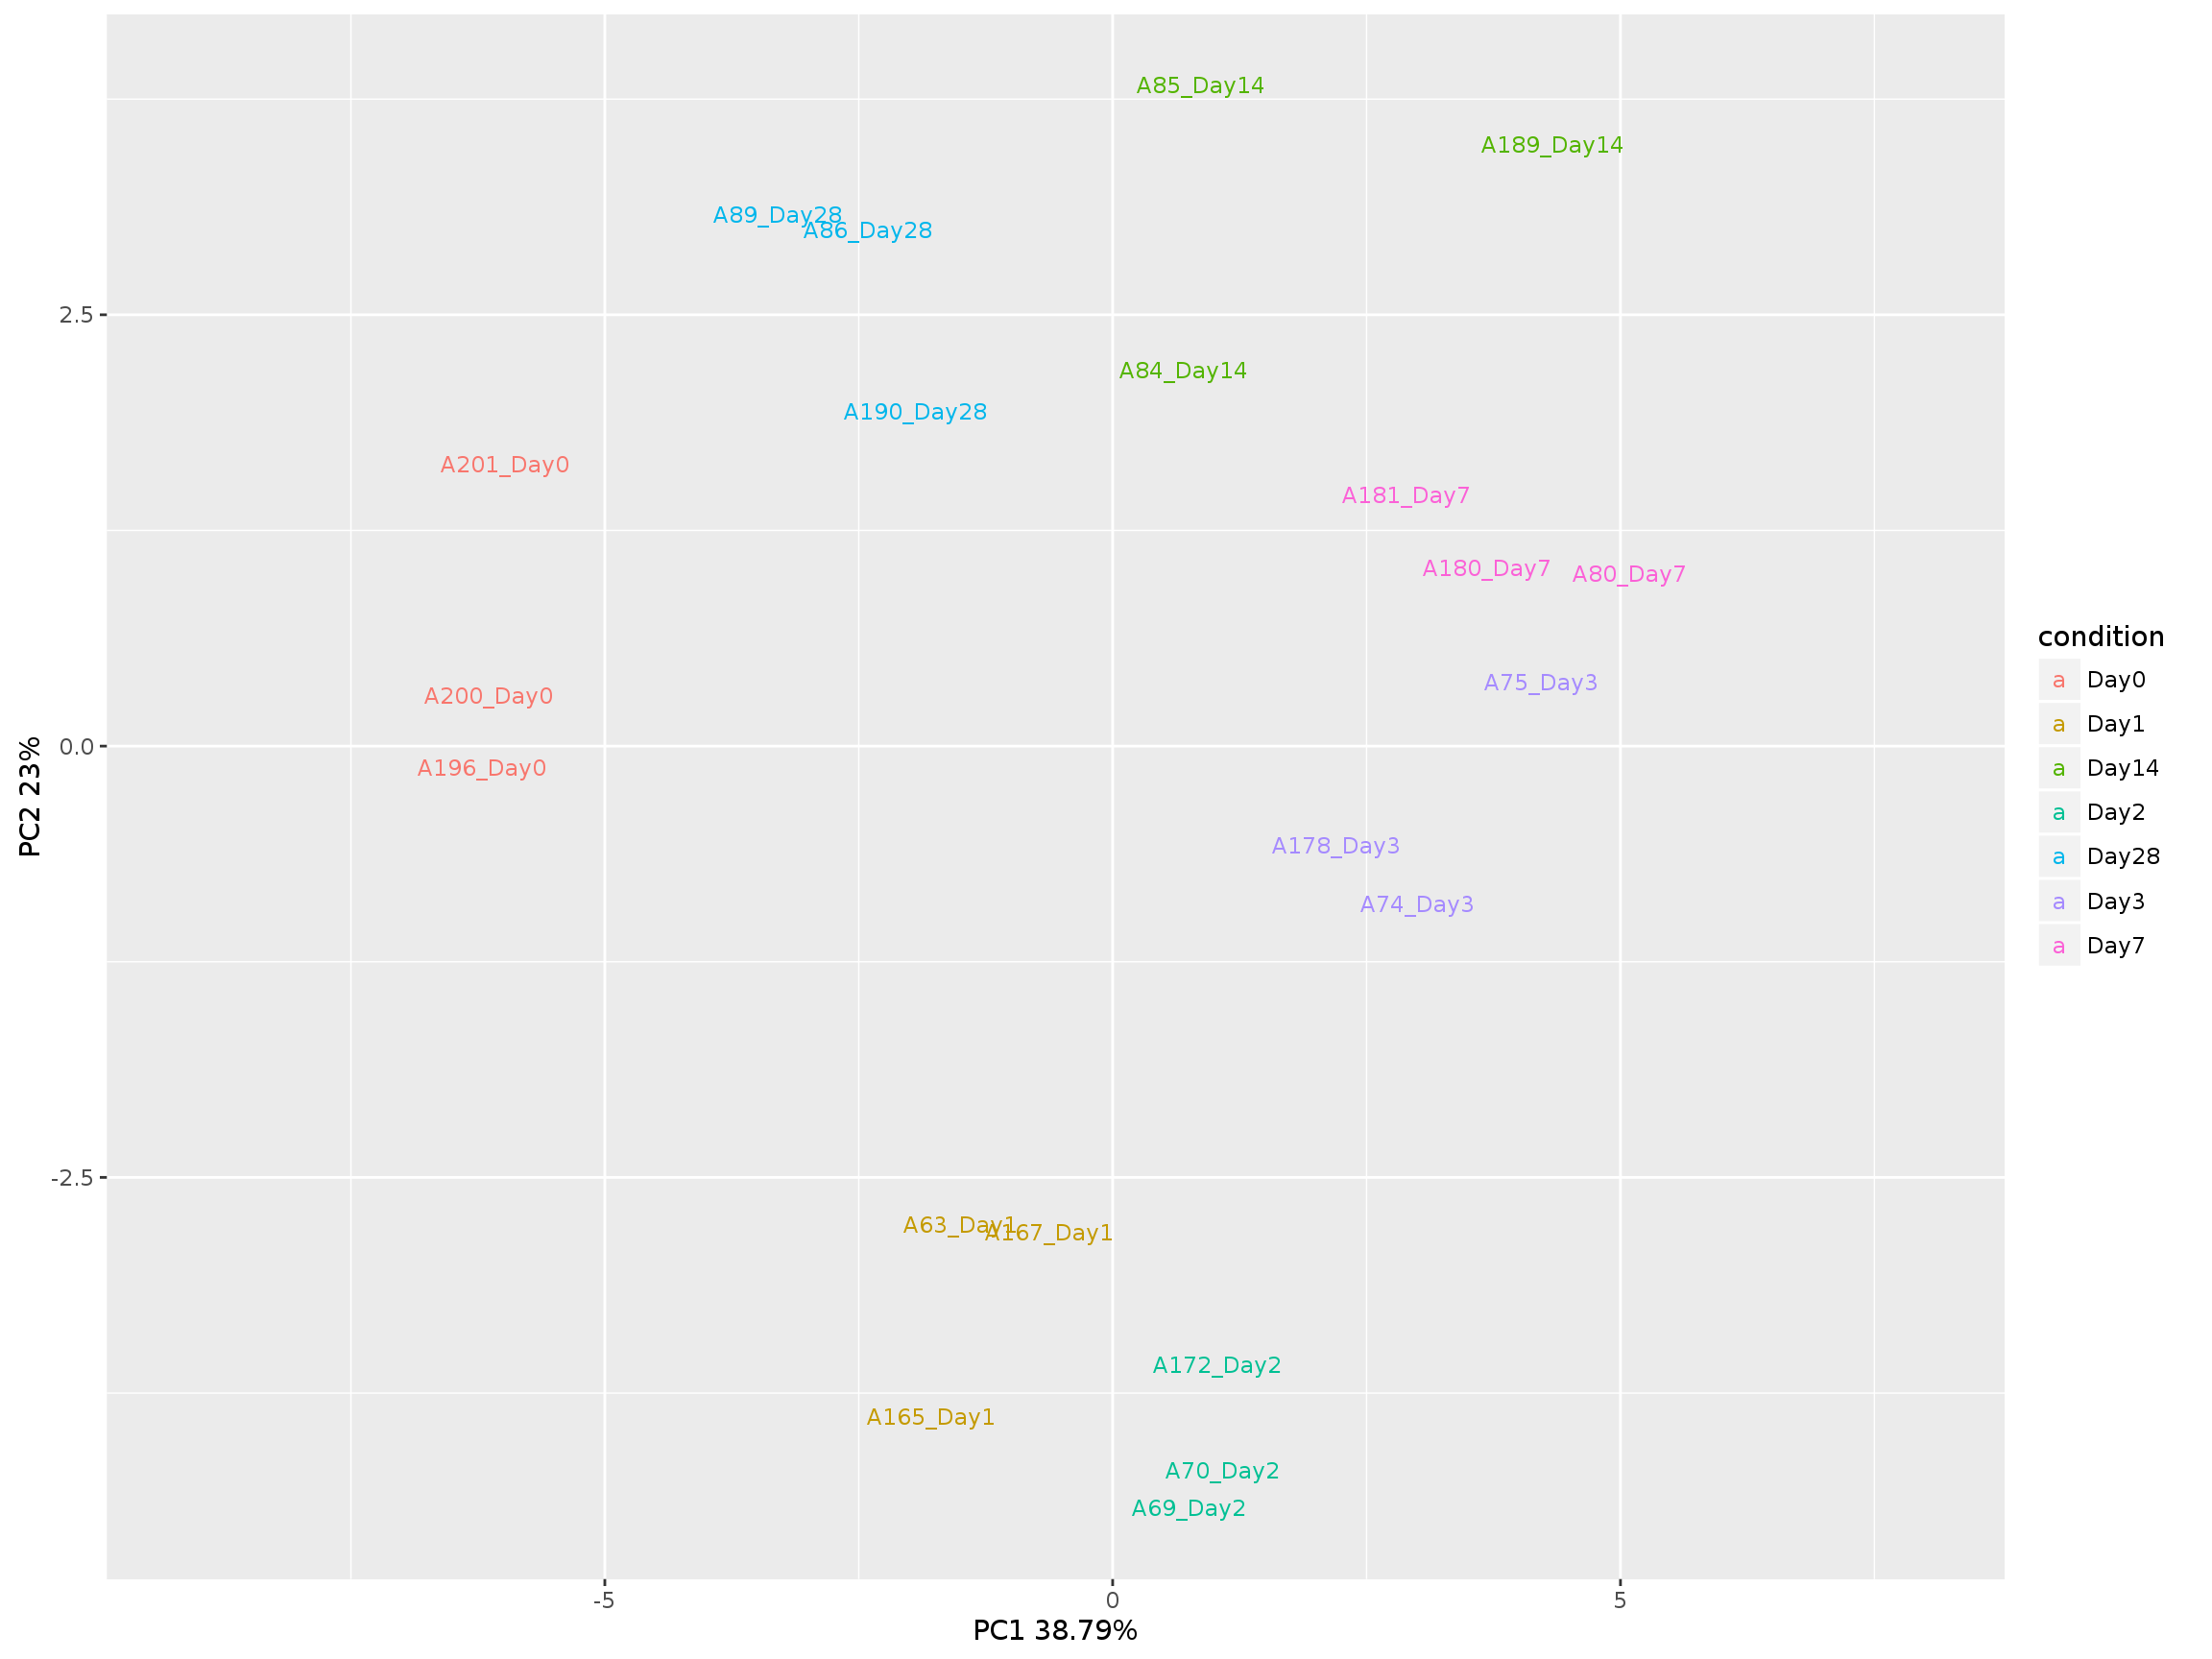 A85_Day14
A189_Day14
A89_Day28
A86_Day28
2.5
A84_Day14
A190_Day28
A201_Day0
A181_Day7
A180_Day7
A80_Day7
condition
A75_Day3
a Day0
A200_Day0
a Day1
0.0
A196_Day0
a Day14
PC2 23%
a Day2
A178_Day3
a Day28
A74_Day3
a Day3
a Day7
-2.5
A63_Day1
A167_Day1
A172_Day2
A165_Day1
A70_Day2
A69_Day2
-5 0 5
PC1 38.79%